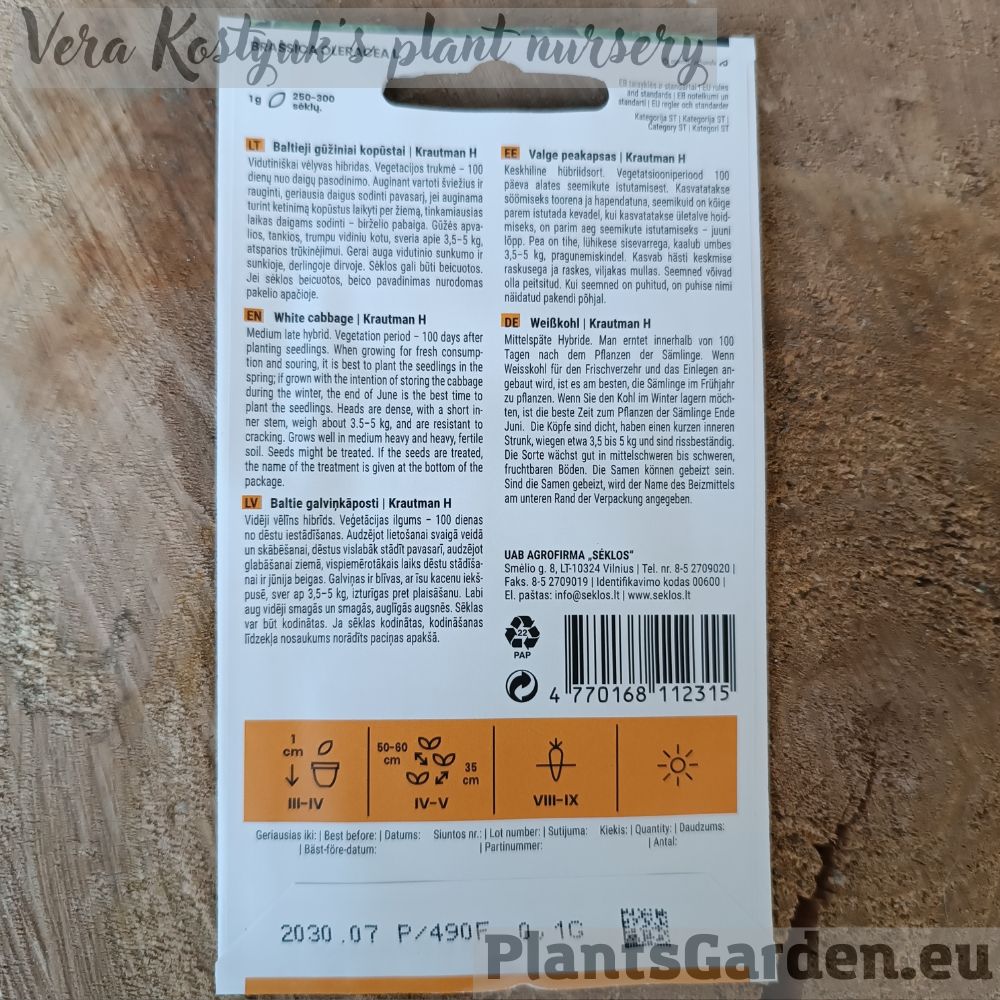 Vera Kostyuk's plant nursery
BRASSICA OLERACEA L
1g 250-300
sėklų.
EB taisyklės ir standartai | EU rules
and standards | EB noteikumi un
standarti | EU regler och standarder
Kategorija ST | Kategorija ST |
Category ST | Kategori ST
LT Baltieji gūžiniai kopūstai | Krautman H
Vidutiniškai vėlyvas hibridas. Vegetacijos trukmė – 100
dienų nuo daigų pasodinimo. Auginant vartoti šviežius ir
rauginti, geriausia daigus sodinti pavasarį, jei auginama
turint ketinimą kopūstus laikyti per žiemą, tinkamiausias
laikas daigams sodinti – birželio pabaiga. Gūžės apva-
lios, tankios, trumpu vidiniu kotu, sveria apie 3,5–5 kg,
atsparios trūkinėjimui. Gerai auga vidutinio sunkumo ir
sunkioje, derlingoje dirvoje. Sėklos gali būti beicuotos.
Jei sėklos beicuotos, beico pavadinimas nurodomas
pakelio apačioje.
EN White cabbage | Krautman H
Medium late hybrid. Vegetation period – 100 days after
planting seedlings. When growing for fresh consump-
tion and souring, it is best to plant the seedlings in the
spring; if grown with the intention of storing the cabbage
during the winter, the end of June is the best time to
plant the seedlings. Heads are dense, with a short in-
ner stem, weigh about 3.5–5 kg, and are resistant to
cracking. Grows well in medium heavy and heavy, fertile
soil. Seeds might be treated. If the seeds are treated,
the name of the treatment is given at the bottom of the
package.
LV Baltie galviņkāposti | Krautman H
Vidēji vēlīns hibrīds. Veģetācijas ilgums – 100 dienas
no dēstu iestādīšanas. Audzējot lietošanai svaigā veidā
un skābēšanai, dēstus vislabāk stādīt pavasarī, audzējot
glabāšanai ziemā, vispiemērotākais laiks dēstu stādīša-
nai ir jūnija beigas. Galviņas ir blīvas, ar īsu kacenu iekš-
pusē, sver ap 3,5–5 kg, izturīgas pret plaisāšanu. Labi
aug vidēji smagās un smagās, auglīgās augsnēs. Sēklas
var būt kodinātas. Ja sēklas kodinātas, kodināšanas
līdzekļa nosaukums norādīts paciņas apakšā.
EE Valge peakapsas | Krautman H
Keskhiline hübriidsort. Vegetatsiooniperiood 100
päeva alates seemikute istutamisest. Kasvatatakse
söömiseks toorena ja hapendatuna, seemikuid on kõige
parem istutada kevadel, kui kasvatatakse ületalve hoid-
miseks, on parim aeg seemikute istutamiseks – juuni
lõpp. Pea on tihe, lühikese sisevarrega, kaalub umbes
3,5–5 kg, pragunemiskindel. Kasvab hästi keskmise
raskusega ja raskes, viljakas mullas. Seemned võivad
olla peitsitud. Kui seemned on puhitud, on puhise nimi
näidatud pakendi põhjal.
DE Weißkohl | Krautman H
Mittelspäte Hybride. Man erntet innerhalb von 100
Tagen nach dem Pflanzen der Sämlinge. Wenn
Weisskohl für den Frischverzehr und das Einlegen an-
gebaut wird, ist es am besten, die Sämlinge im Frühjahr
zu pflanzen. Wenn Sie den Kohl im Winter lagern möch-
ten, ist die beste Zeit zum Pflanzen der Sämlinge Ende
Juni. Die Köpfe sind dicht, haben einen kurzen inneren
Strunk, wiegen etwa 3,5 bis 5 kg und sind rissbeständig.
Die Sorte wächst gut in mittelschweren bis schweren,
fruchtbaren Böden. Die Samen können gebeizt sein.
Sind die Samen gebeizt, wird der Name des Beizmittels
am unteren Rand der Verpackung angegeben.
UAB AGROFIRMA „SĖKLOS"
Smėlio g. 8, LT-10324 Vilnius | Tel. nr. 8-5 2709020 |
Faks. 8-5 2709019 | Identifikavimo kodas 00600 |
El. paštas: info@seklos.lt | www.seklos.lt
22
PAP
4 770168 112315
1
cm
III-IV
50-60
cm
35
cm
IV-V
VIII-IX
Geriausias iki: | Best before: | Datums:
| Bäst-före-datum:
Siuntos nr.: | Lot number: | Sutijuma:
| Partinummer:
Kiekis: | Quantity: | Daudzums:
| Antal:
2030.07 P/490F 0,1G
PlantsGarden.eu